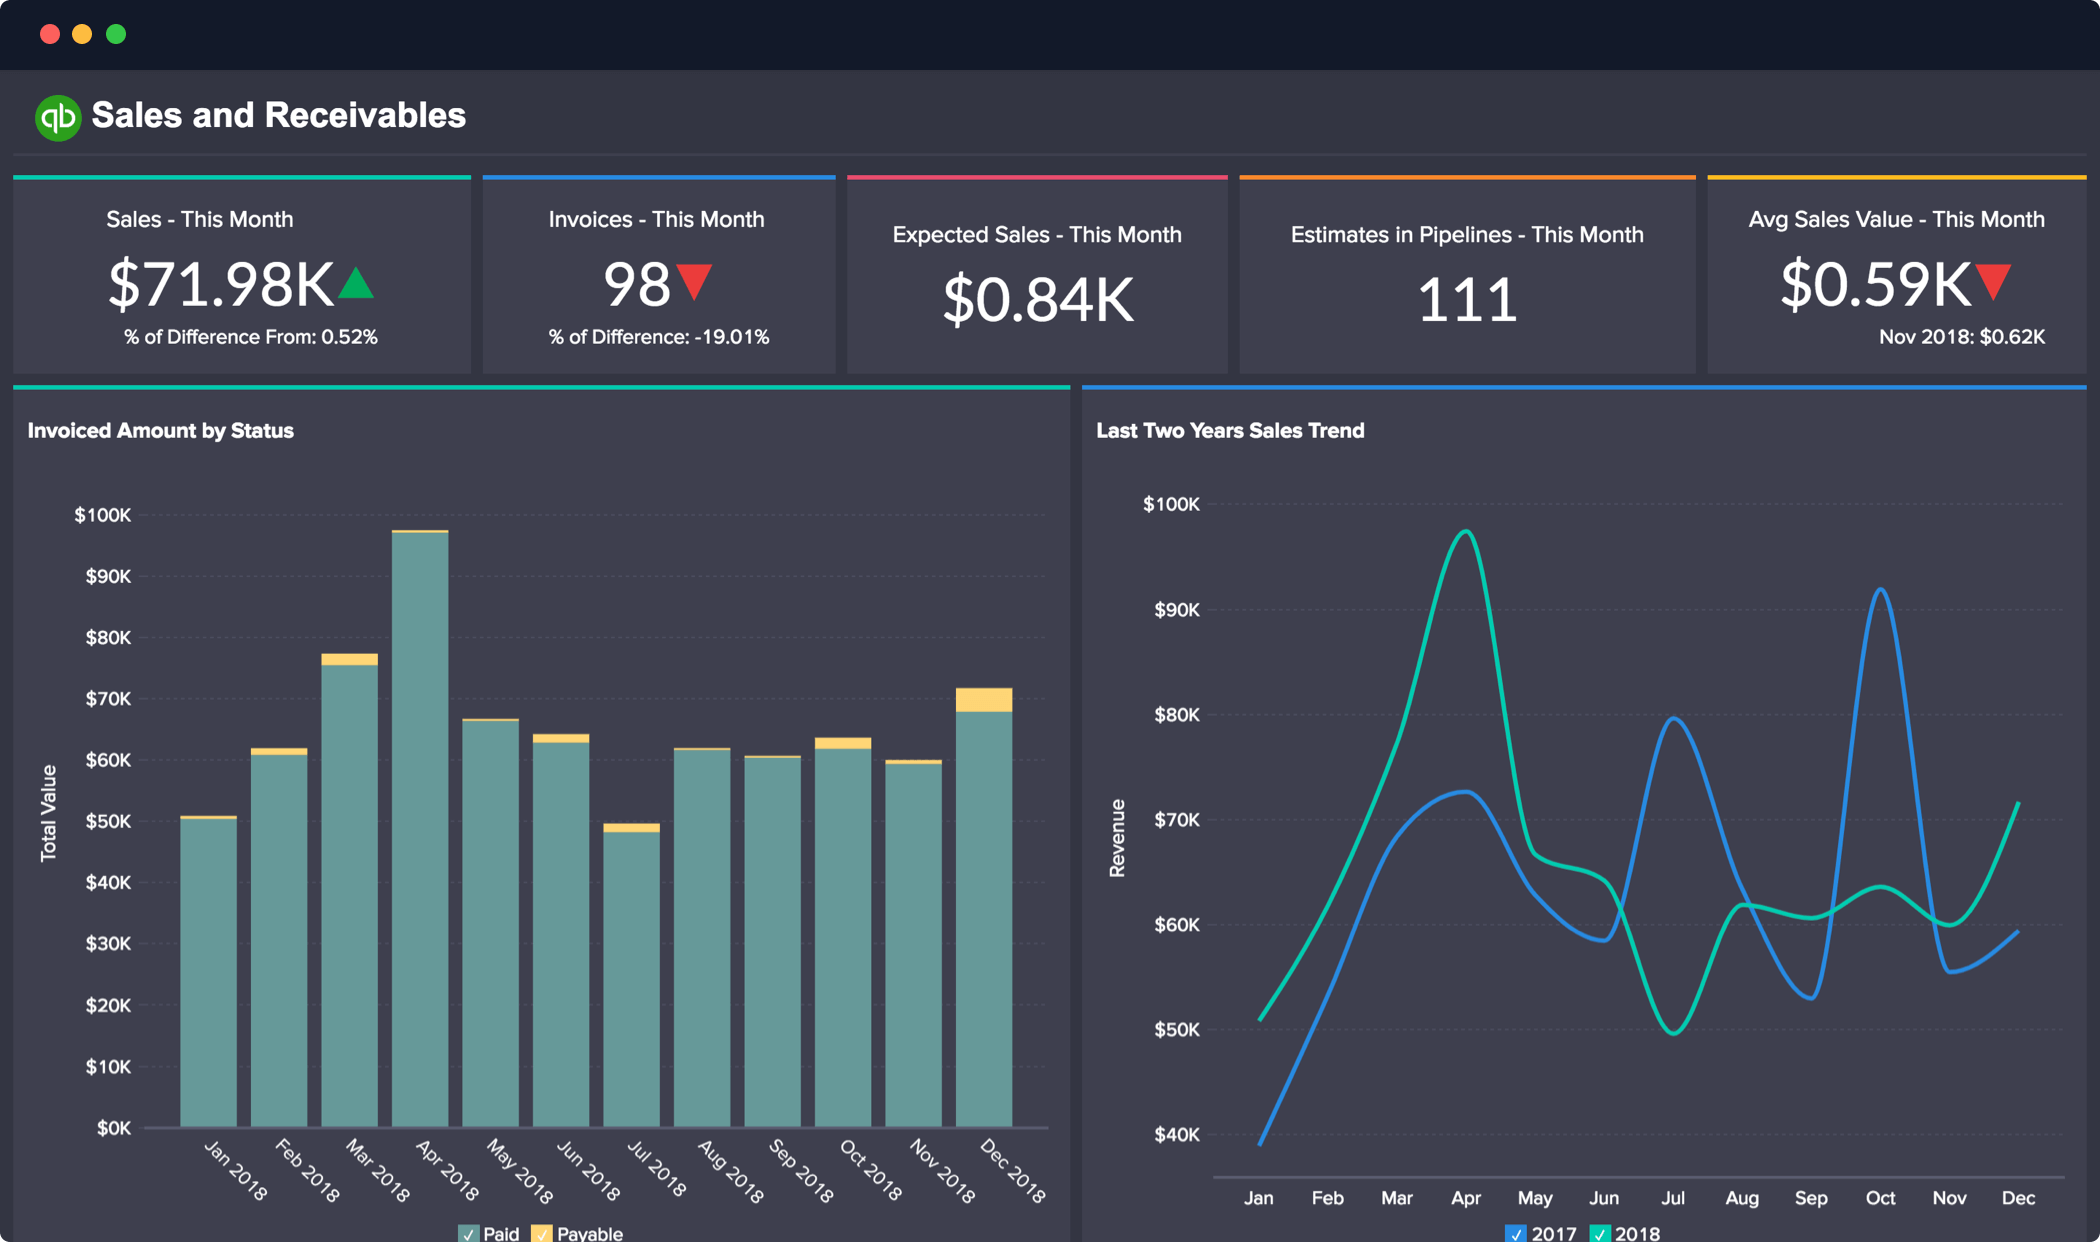 qb Sales and Receivables
Sales - This Month
$71.98K
% of Difference From: 0.52%
Invoices - This Month
98
% of Difference: -19.01%
Expected Sales - This Month
$0.84K
Estimates in Pipelines - This Month
111
Avg Sales Value - This Month
$0.59K
Nov 2018: $0.62K
Invoiced Amount by Status
Total Value
$100K
$90K
$80K
$70K
$60K
$50K
$40K
$30K
$20K
$10K
$0K
Jan 2018
Feb 2018
Mar 2018
Apr 2018
May 2018
Jun 2018
Jul 2018
Aug 2018
Sep 2018
Oct 2018
Nov 2018
Dec 2018
Paid Payable
Last Two Years Sales Trend
Revenue
$100K
$90K
$80K
$70K
$60K
$50K
$40K
Jan Feb Mar Apr May Jun Jul Aug Sep Oct Nov Dec
2017 2018